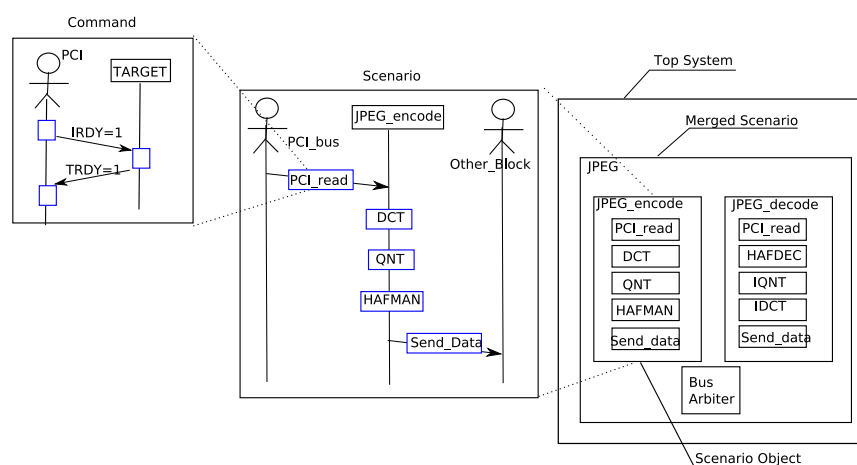 Command
PCI
TARGET
IRDY=1
TRDY=1
Scenario
PCI_bus
JPEG_encode
Other_Block
PCI_read
DCT
QNT
HAFMAN
Send_Data
Top System
Merged Scenario
JPEG
JPEG_encode
PCI_read
DCT
QNT
HAFMAN
Send_data
JPEG_decode
PCI_read
HAFDEC
IQNT
IDCT
Send_data
Bus
Arbiter
Scenario Object